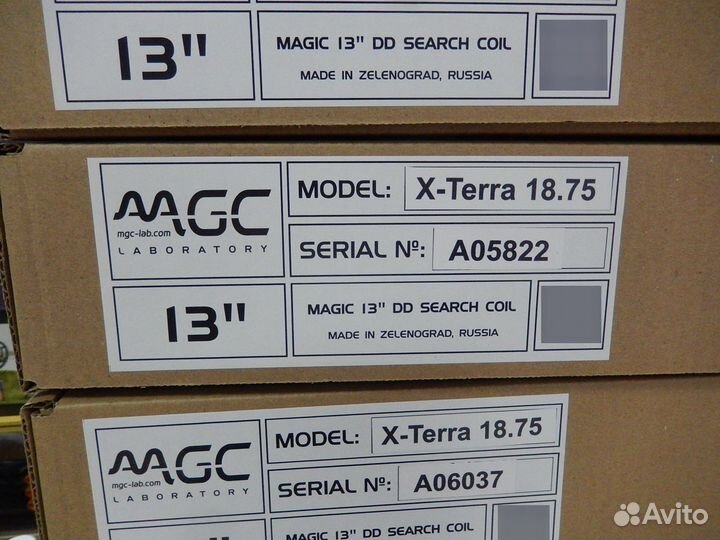 13"
MAGIC 13" DD SEARCH COIL
MADE IN ZELENOGRAD, RUSSIA
MGC
mgc-lab.com
LABORATORY
MODEL: X-Terra 18.75
SERIAL Nº: A05822
13"
MAGIC 13" DD SEARCH COIL
MADE IN ZELENOGRAD, RUSSIA
MGC
mgc-lab.com
LABORATORY
MODEL: X-Terra 18.75
SERIAL Nº: A06037
MAGIC 13" DD SEARCH COIL
Avito